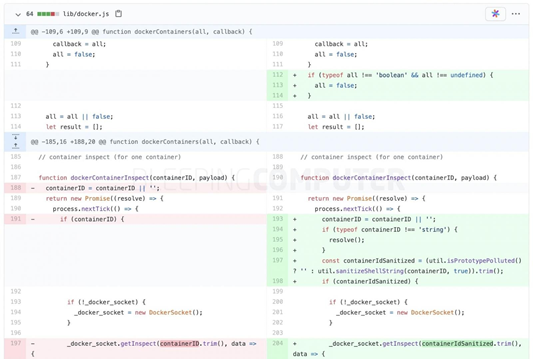 64 lib/docker.js
@@ -109,6 +109,9 @@ function dockerContainers(all, callback) {
109 callback = all;
110 all = false;
111 }
109 callback = all;
110 all = false;
111 }
112 + if (typeof all !== 'boolean' && all !== undefined) {
113 + all = false;
114 + }
112
113 all = all || false;
114 let result = [];
115
116 all = all || false;
117 let result = [];
@@ -185,16 +188,20 @@ function dockerContainers(all, callback) {
185 // container inspect (for one container)
186
187 function dockerContainerInspect(containerID, payload) {
188 - containerID = containerID || '';
189 return new Promise((resolve) => {
190 process.nextTick(() => {
191 - if (containerID) {
188 // container inspect (for one container)
189
190 function dockerContainerInspect(containerID, payload) {
191 return new Promise((resolve) => {
192 process.nextTick(() => {
193 + containerID = containerID || '';
194 + if (typeof containerID !== 'string') {
195 + resolve();
196 + }
197 + const containerIdSanitized = (util.isPrototypePolluted()
? '' : util.sanitizeShellString(containerID, true)).trim();
198 + if (containerIdSanitized) {
192
193 if (!_docker_socket) {
194 _docker_socket = new DockerSocket();
195 }
196
197 - _docker_socket.getInspect(containerID.trim(), data =>
{
200 if (!_docker_socket) {
201 _docker_socket = new DockerSocket();
202 }
203
204 + _docker_socket.getInspect(containerIdSanitized.trim(),
data => {
BLEEPINGCOMPUTER